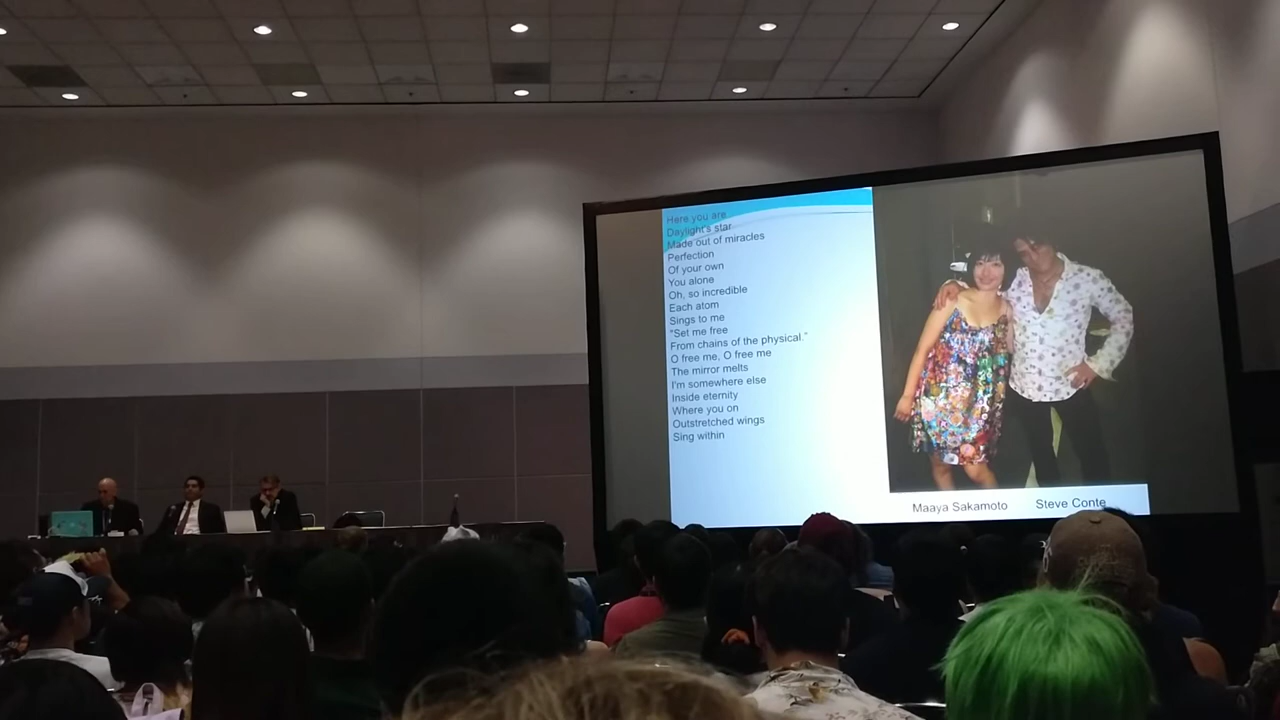 Here you are
Daylight's star
Made out of miracles
Perfection
Of your own
You alone
Oh, so incredible
Each atom
Sings to me
"Set me free
From chains of the physical."
O free me, O free me
The mirror melts
I'm somewhere else
Inside eternity
Where you on
Outstretched wings
Sing within
Maaya Sakamoto Steve Conte